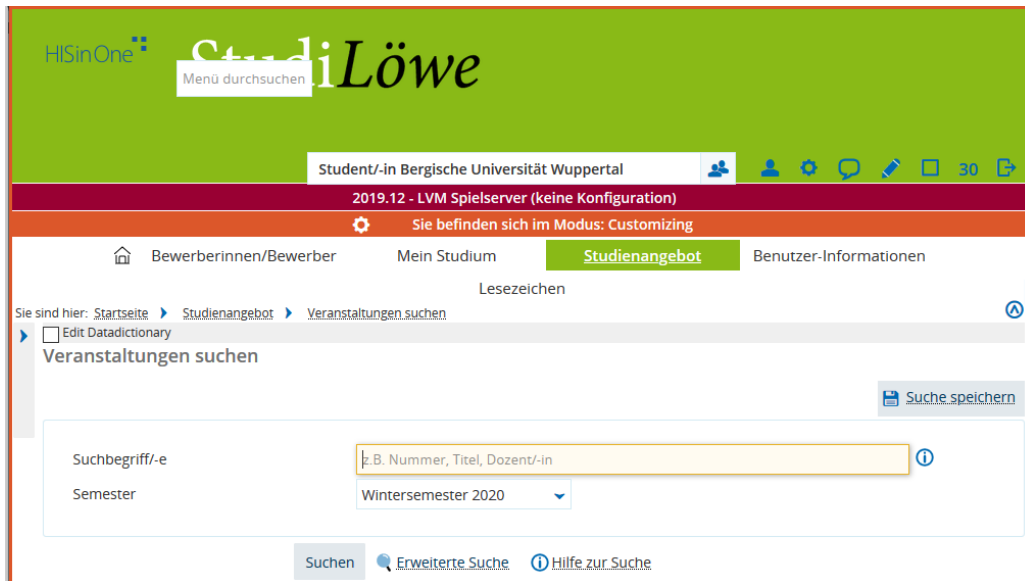 HISinOne
StudiLöwe
Menü durchsuchen
Student/-in Bergische Universität Wuppertal
30
2019.12 - LVM Spielserver (keine Konfiguration)
Sie befinden sich im Modus: Customizing
Bewerberinnen/Bewerber Mein Studium Studienangebot Benutzer-Informationen
Lesezeichen
Sie sind hier: Startseite Studienangebot Veranstaltungen suchen
Edit Datadictionary
Veranstaltungen suchen
Suche speichern
Suchbegriff/-e z.B. Nummer, Titel, Dozent/-in
Semester Wintersemester 2020
Suchen Erweiterte Suche Hilfe zur Suche